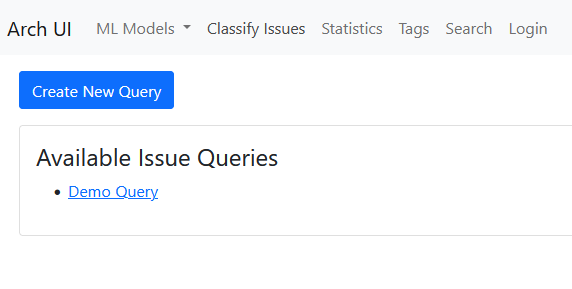 Arch UI ML Models Classify Issues Statistics Tags Search Login
Create New Query
Available Issue Queries
Demo Query